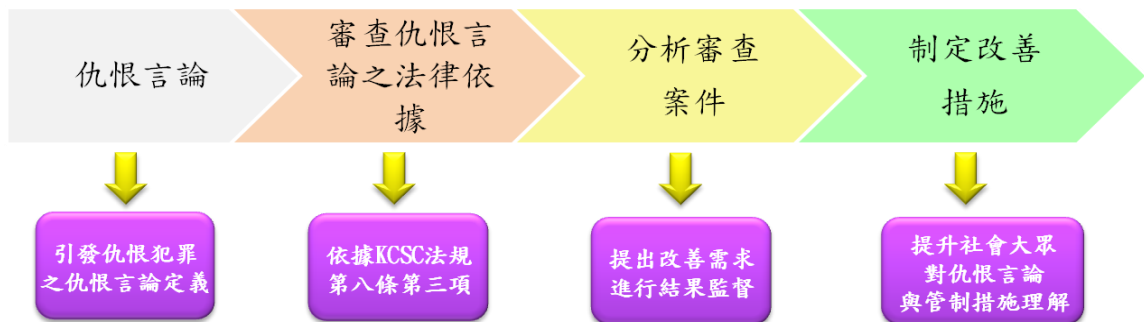 仇恨言論
審查仇恨言
論之法律依
據
分析審查
案件
制定改善
措施
引發仇恨犯罪
之仇恨言論定義
依據KCSC法規
第八條第三項
提出改善需求
進行結果監督
提升社會大眾
對仇恨言論
與管制措施理解